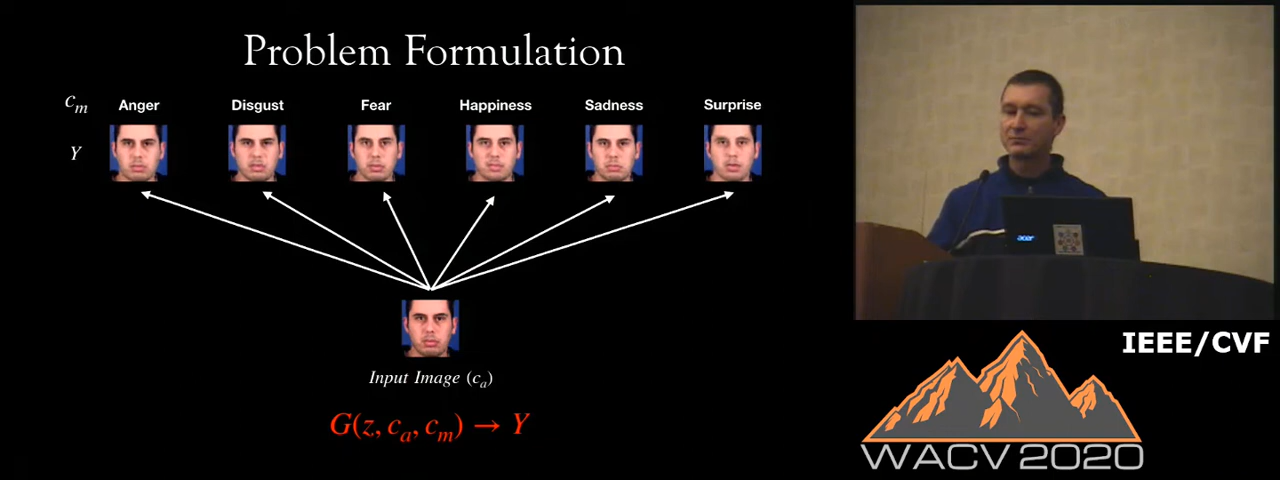 Problem Formulation
c_m Anger Disgust Fear Happiness Sadness Surprise
Y
Input Image (c_a)
G(z, c_a, c_m) → Y
acer
IEEE/CVF
WACV 2020